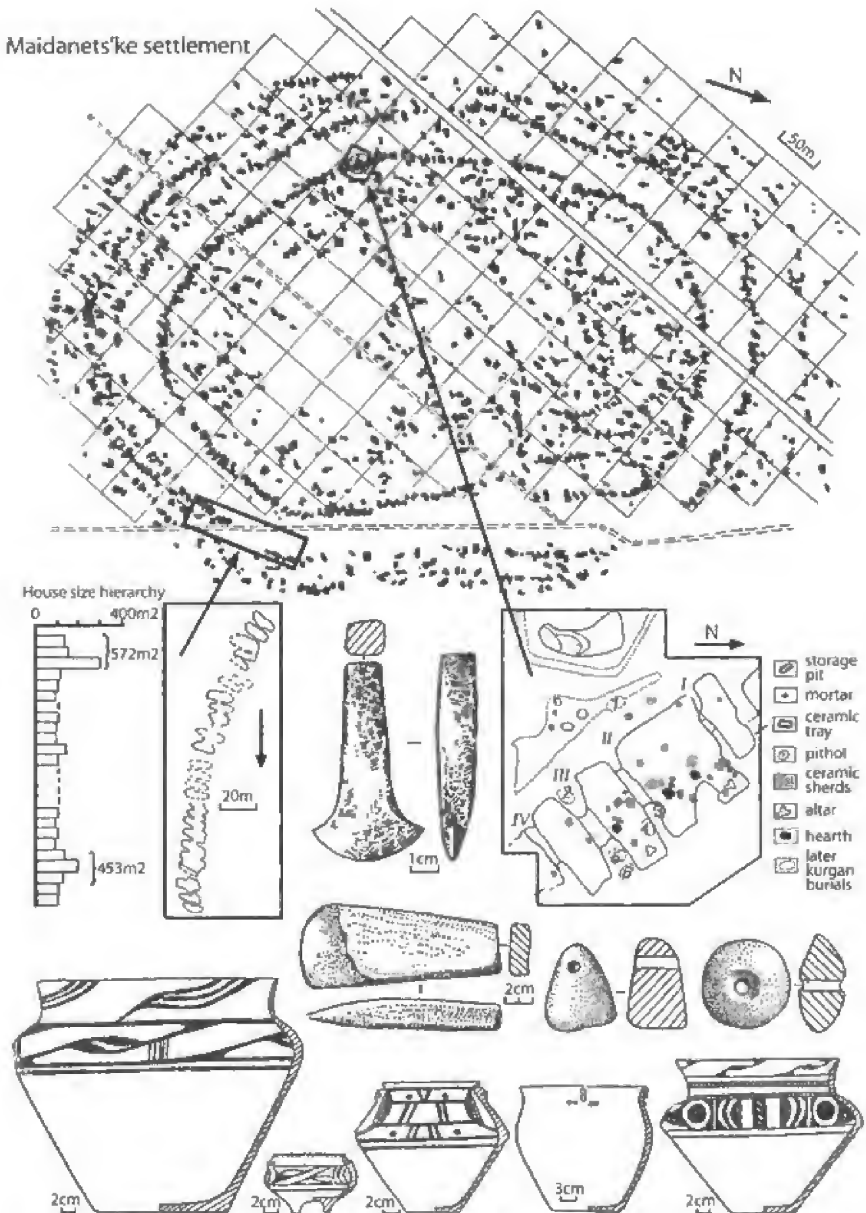 Maidanets'ke settlement
N
50m
House size hierarchy
0 400m2
572m2
453m2
20m
1cm
N
I
6
II
III
IV
storage
pit
mortar
ceramic
tray
pithoi
ceramic
sherds
altar
hearth
later
kurgan
burials
2cm
2cm
2cm
2cm
3cm
2cm